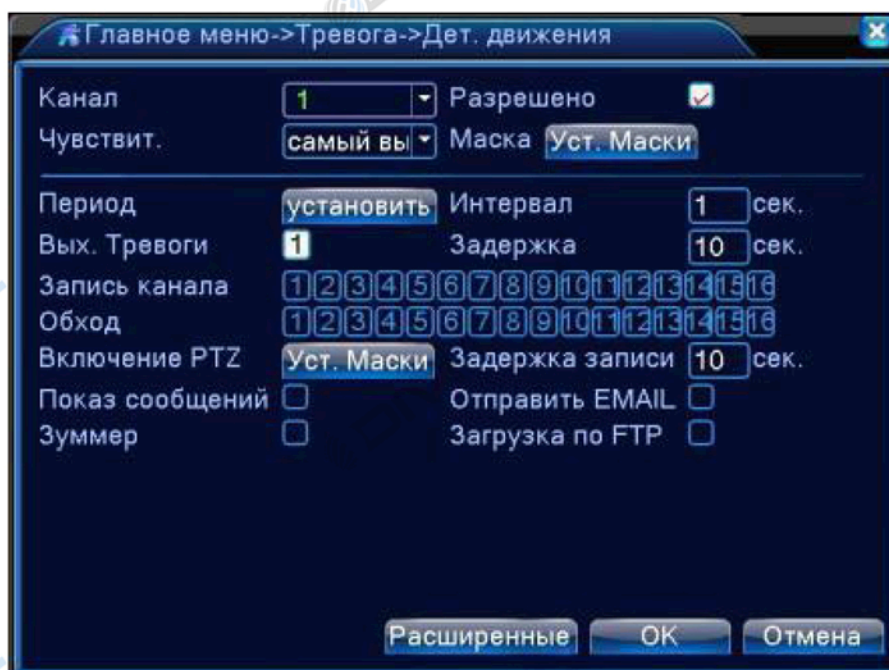 Главное меню->Тревога->Дет. движения
Канал 1 Разрешено
Чувствит. самый вы Маска Уст. Маски
Период установить Интервал 1 сек.
Вых. Тревоги 1 Задержка 10 сек.
Запись канала 1 2 3 4 5 6 7 8 9 10 11 12 13 14 15 16
Обход 1 2 3 4 5 6 7 8 9 10 11 12 13 14 15 16
Включение PTZ Уст. Маски Задержка записи 10 сек.
Показ сообщений Отправить EMAIL
Зуммер Загрузка по FTP
Расширенные OK Отмена